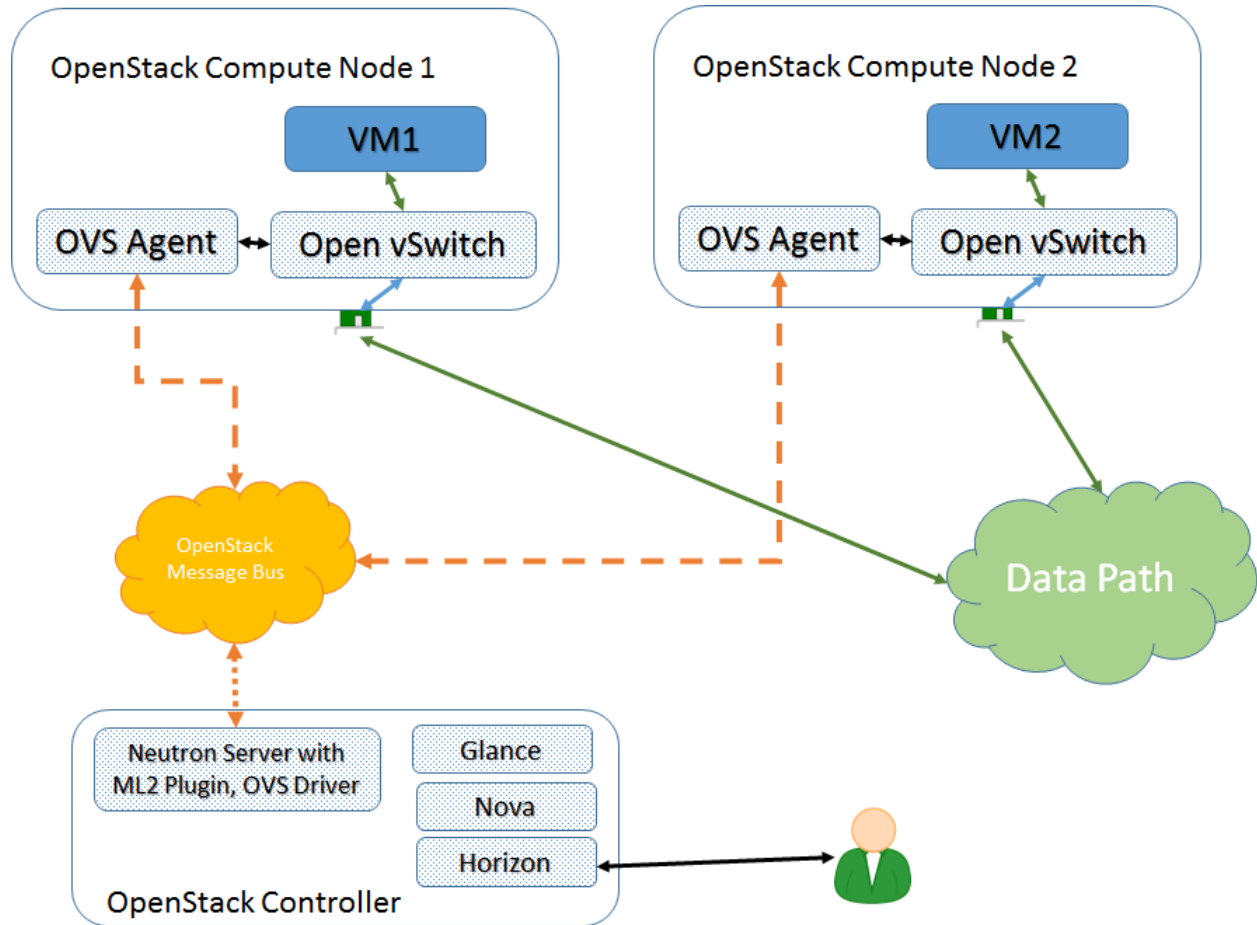 OpenStack Compute Node 1
VM1
OVS Agent
Open vSwitch
OpenStack Compute Node 2
VM2
OVS Agent
Open vSwitch
OpenStack
Message Bus
Data Path
Neutron Server with
ML2 Plugin, OVS Driver
Glance
Nova
Horizon
OpenStack Controller